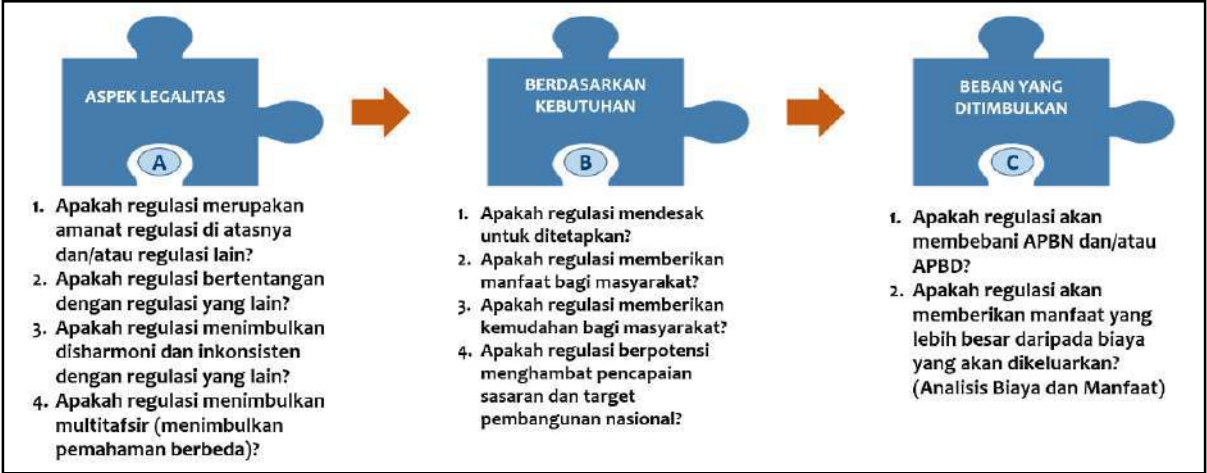 ASPEK LEGALITAS
A
1. Apakah regulasi merupakan
amanat regulasi di atasnya
dan/atau regulasi lain?
2. Apakah regulasi bertentangan
dengan regulasi yang lain?
3. Apakah regulasi menimbulkan
disharmoni dan inkonsisten
dengan regulasi yang lain?
4. Apakah regulasi menimbulkan
multitafsir (menimbulkan
pemahaman berbeda)?
BERDASARKAN
KEBUTUHAN
B
1. Apakah regulasi mendesak
untuk ditetapkan?
2. Apakah regulasi memberikan
manfaat bagi masyarakat?
3. Apakah regulasi memberikan
kemudahan bagi masyarakat?
4. Apakah regulasi berpotensi
menghambat pencapaian
sasaran dan target
pembangunan nasional?
BEBAN YANG
DITIMBULKAN
C
1. Apakah regulasi akan
membebani APBN dan/atau
APBD?
2. Apakah regulasi akan
memberikan manfaat yang
lebih besar daripada biaya
yang akan dikeluarkan?
(Analisis Biaya dan Manfaat)